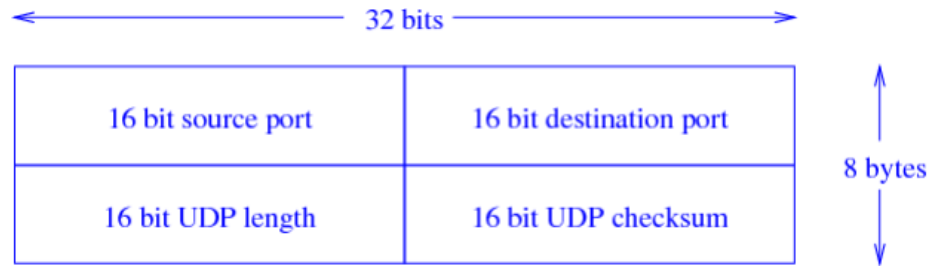 32 bits
16 bit source port
16 bit destination port
8 bytes
16 bit UDP length
16 bit UDP checksum